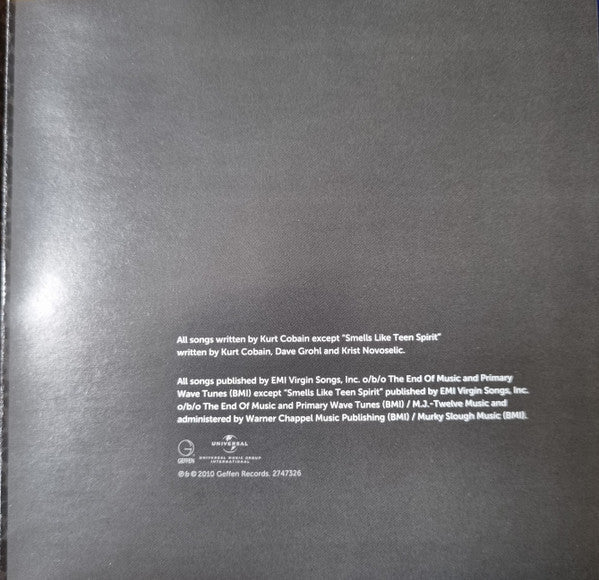 All songs written by Kurt Cobain except "Smells Like Teen Spirit"
written by Kurt Cobain, Dave Grohl and Krist Novoselic.
All songs published by EMI Virgin Songs, Inc. o/b/o The End Of Music and Primary
Wave Tunes (BMI) except "Smells Like Teen Spirit" published by EMI Virgin Songs, Inc.
o/b/o The End Of Music and Primary Wave Tunes (BMI) / M.J.-Twelve Music and
administered by Warner Chappel Music Publishing (BMI) / Murky Slough Music (BMI).
GEFFEN
UNIVERSAL
UNIVERSAL MUSIC GROUP
INTERNATIONAL
℗ & © 2010 Geffen Records. 2747326